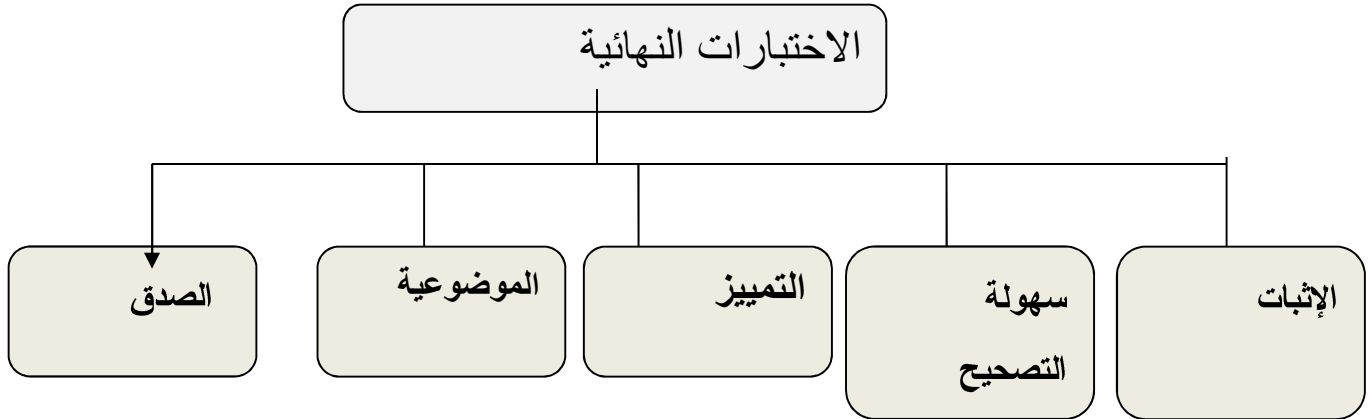 الاختبارات النهائية
الإثبات
سهولة
التصحيح
التمييز
الموضوعية
الصدق